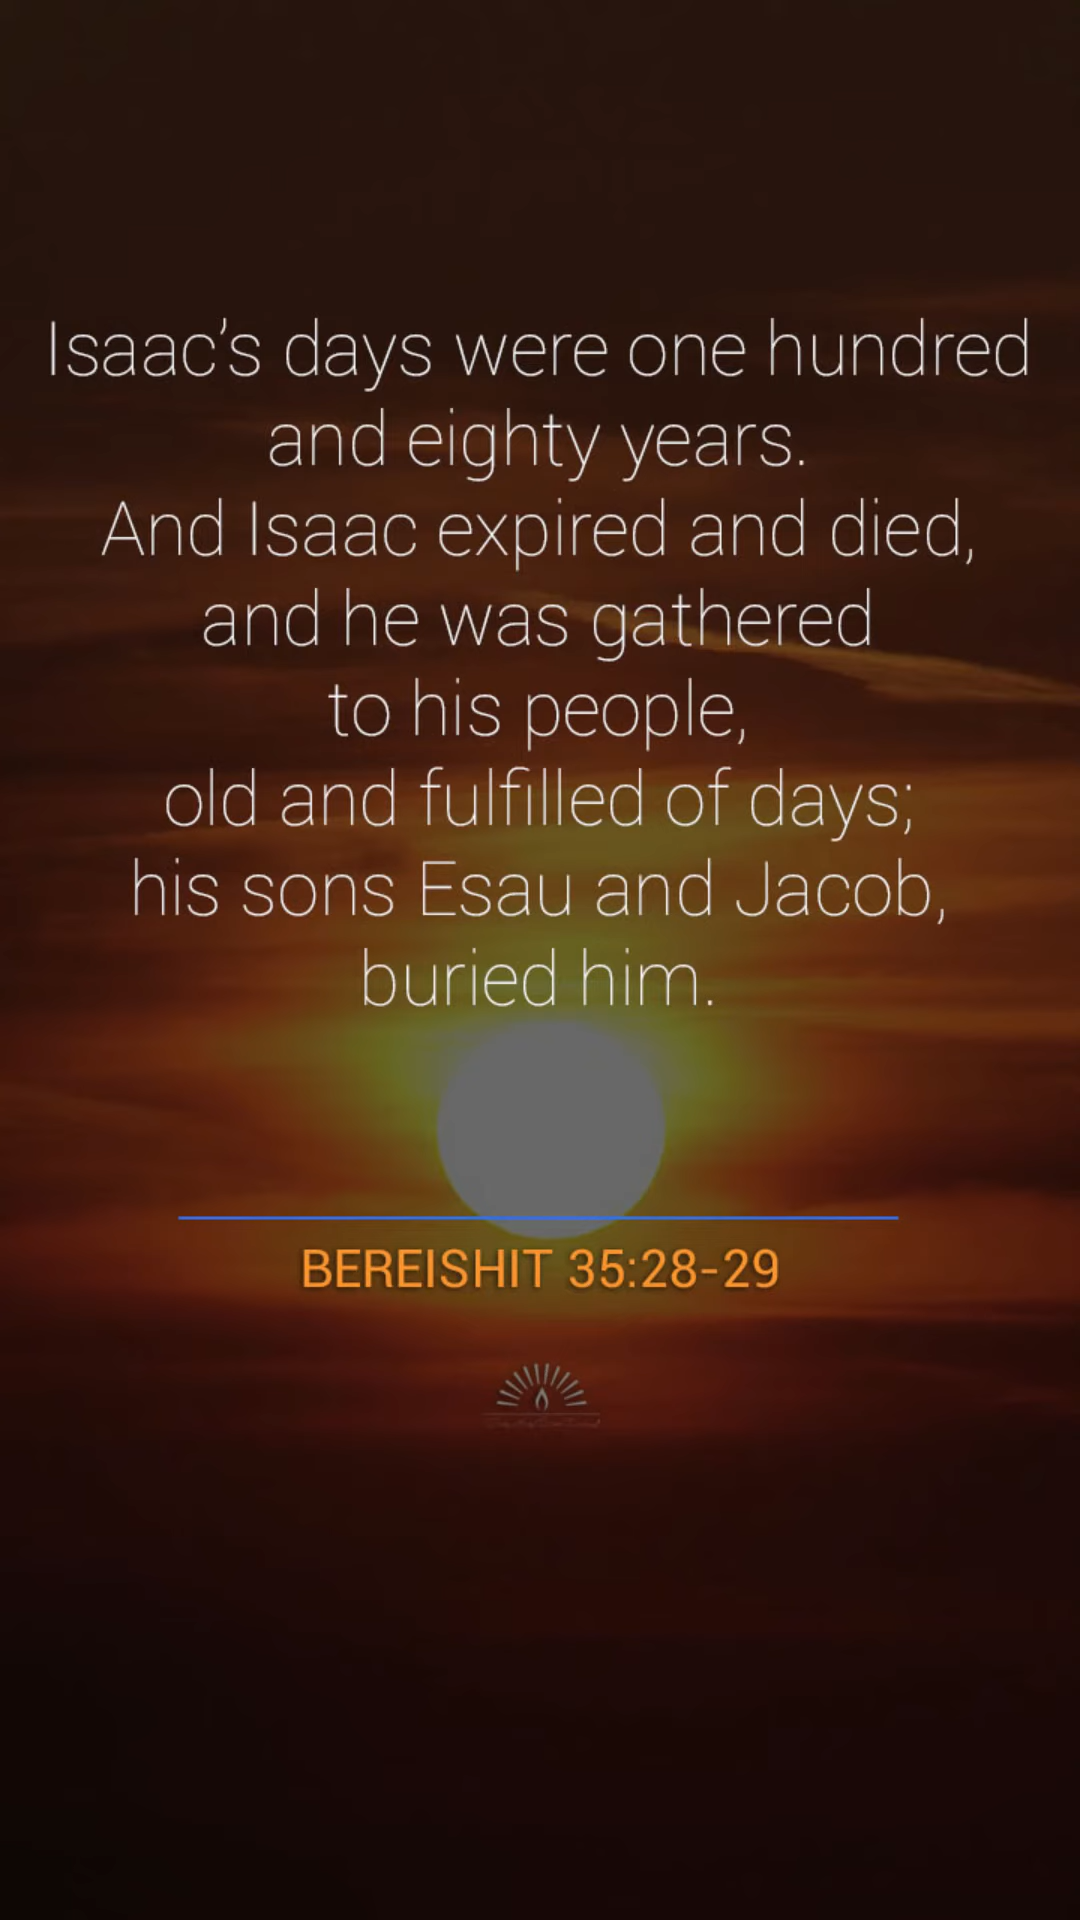 Isaac’s days were one hundred
and eighty years.
And Isaac expired and died,
and he was gathered
to his people,
old and fulfilled of days;
his sons Esau and Jacob,
buried him.
BEREISHIT 35:28-29